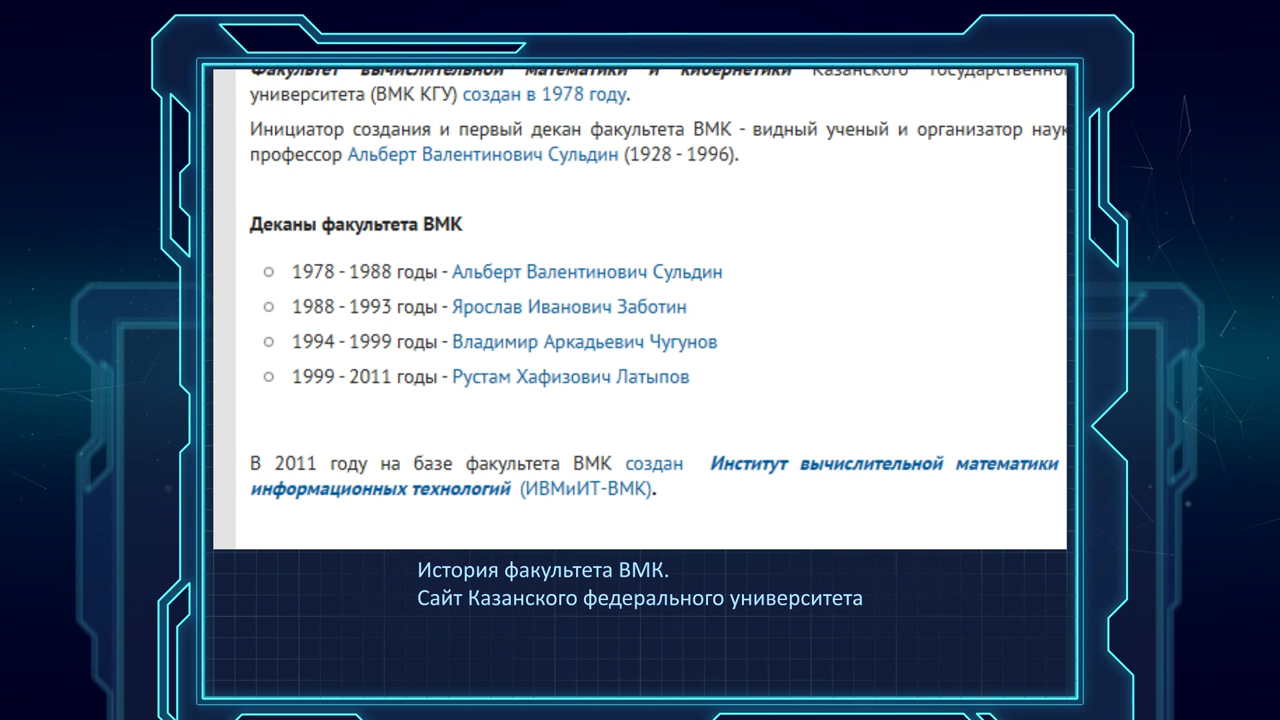 Факультет вычислительной математики и кибернетики Казанского государственно
университета (ВМК КГУ) создан в 1978 году.
Инициатор создания и первый декан факультета ВМК - видный ученый и организатор наук
профессор Альберт Валентинович Сульдин (1928 - 1996).
Деканы факультета ВМК
1978 - 1988 годы - Альберт Валентинович Сульдин
1988 - 1993 годы - Ярослав Иванович Заботин
1994 - 1999 годы - Владимир Аркадьевич Чугунов
1999 - 2011 годы - Рустам Хафизович Латыпов
В 2011 году на базе факультета ВМК создан Институт вычислительной математики
информационных технологий (ИВМиИТ-ВМК).
История факультета ВМК.
Сайт Казанского федерального университета